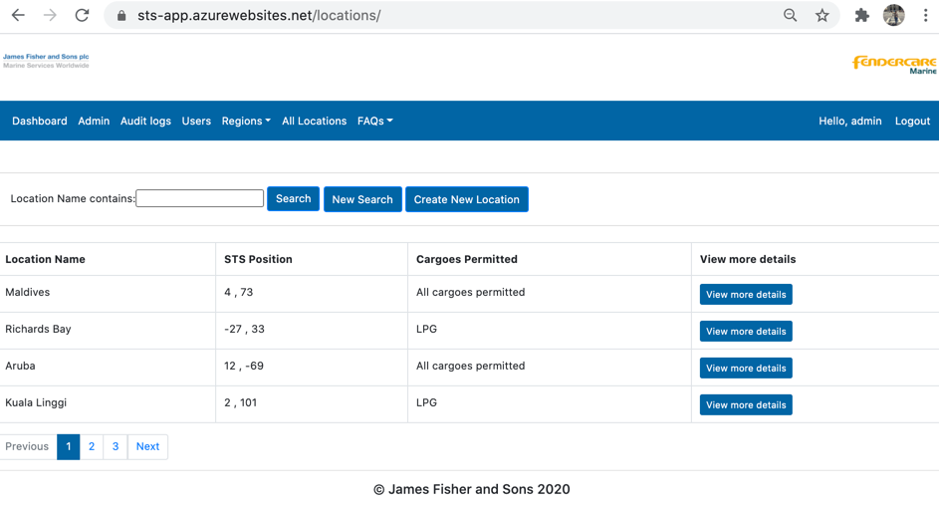 sts-app.azurewebsites.net/locations/
James Fisher and Sons plc
Marine Services Worldwide
FENDERCARE
Marine
Dashboard Admin Audit logs Users Regions All Locations FAQs Hello, admin Logout
Location Name contains: Search New Search Create New Location
Location Name STS Position Cargoes Permitted View more details
Maldives 4 , 73 All cargoes permitted View more details
Richards Bay -27 , 33 LPG View more details
Aruba 12 , -69 All cargoes permitted View more details
Kuala Linggi 2 , 101 LPG View more details
Previous 1 2 3 Next
© James Fisher and Sons 2020